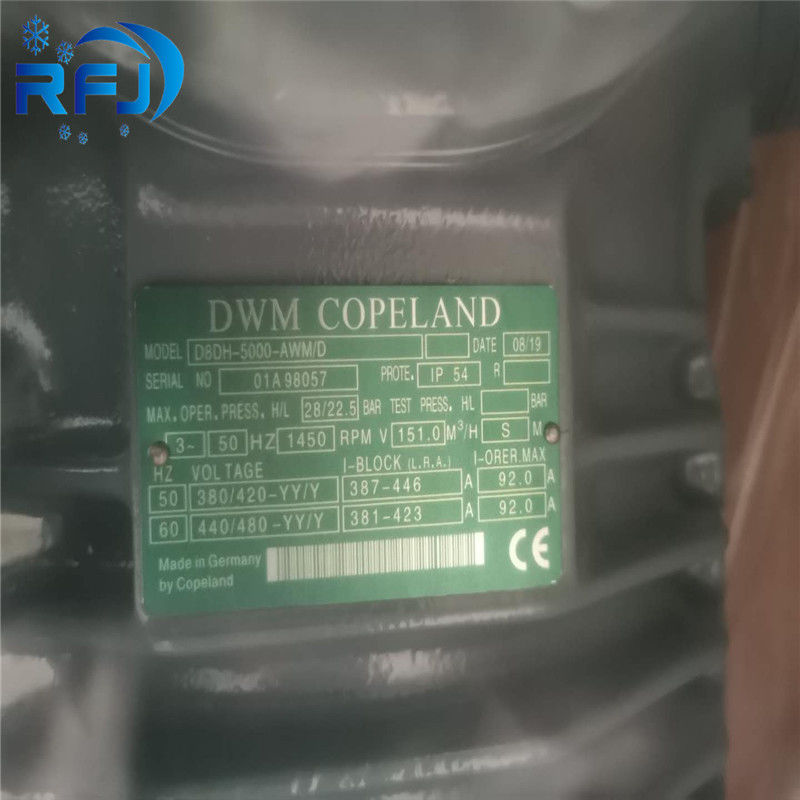 RFJ
DWM COPELAND
MODEL D8DH-5000-AWM/D DATE 08/19
SERIAL NO 01A98057 PROTE. IP 54 R
MAX. OPER. PRESS. H/L 28/22.5 BAR TEST PRESS. H/L BAR
3~ 50 HZ 1450 RPM V 151.0 M³/H S M
HZ VOLTAGE I-BLOCK (L.R.A.) I-ORER.MAX
50 380/420-YY/Y 387-446 A 92.0 A
60 440/480-YY/Y 381-423 A 92.0 A
Made in Germany
by Copeland
CE